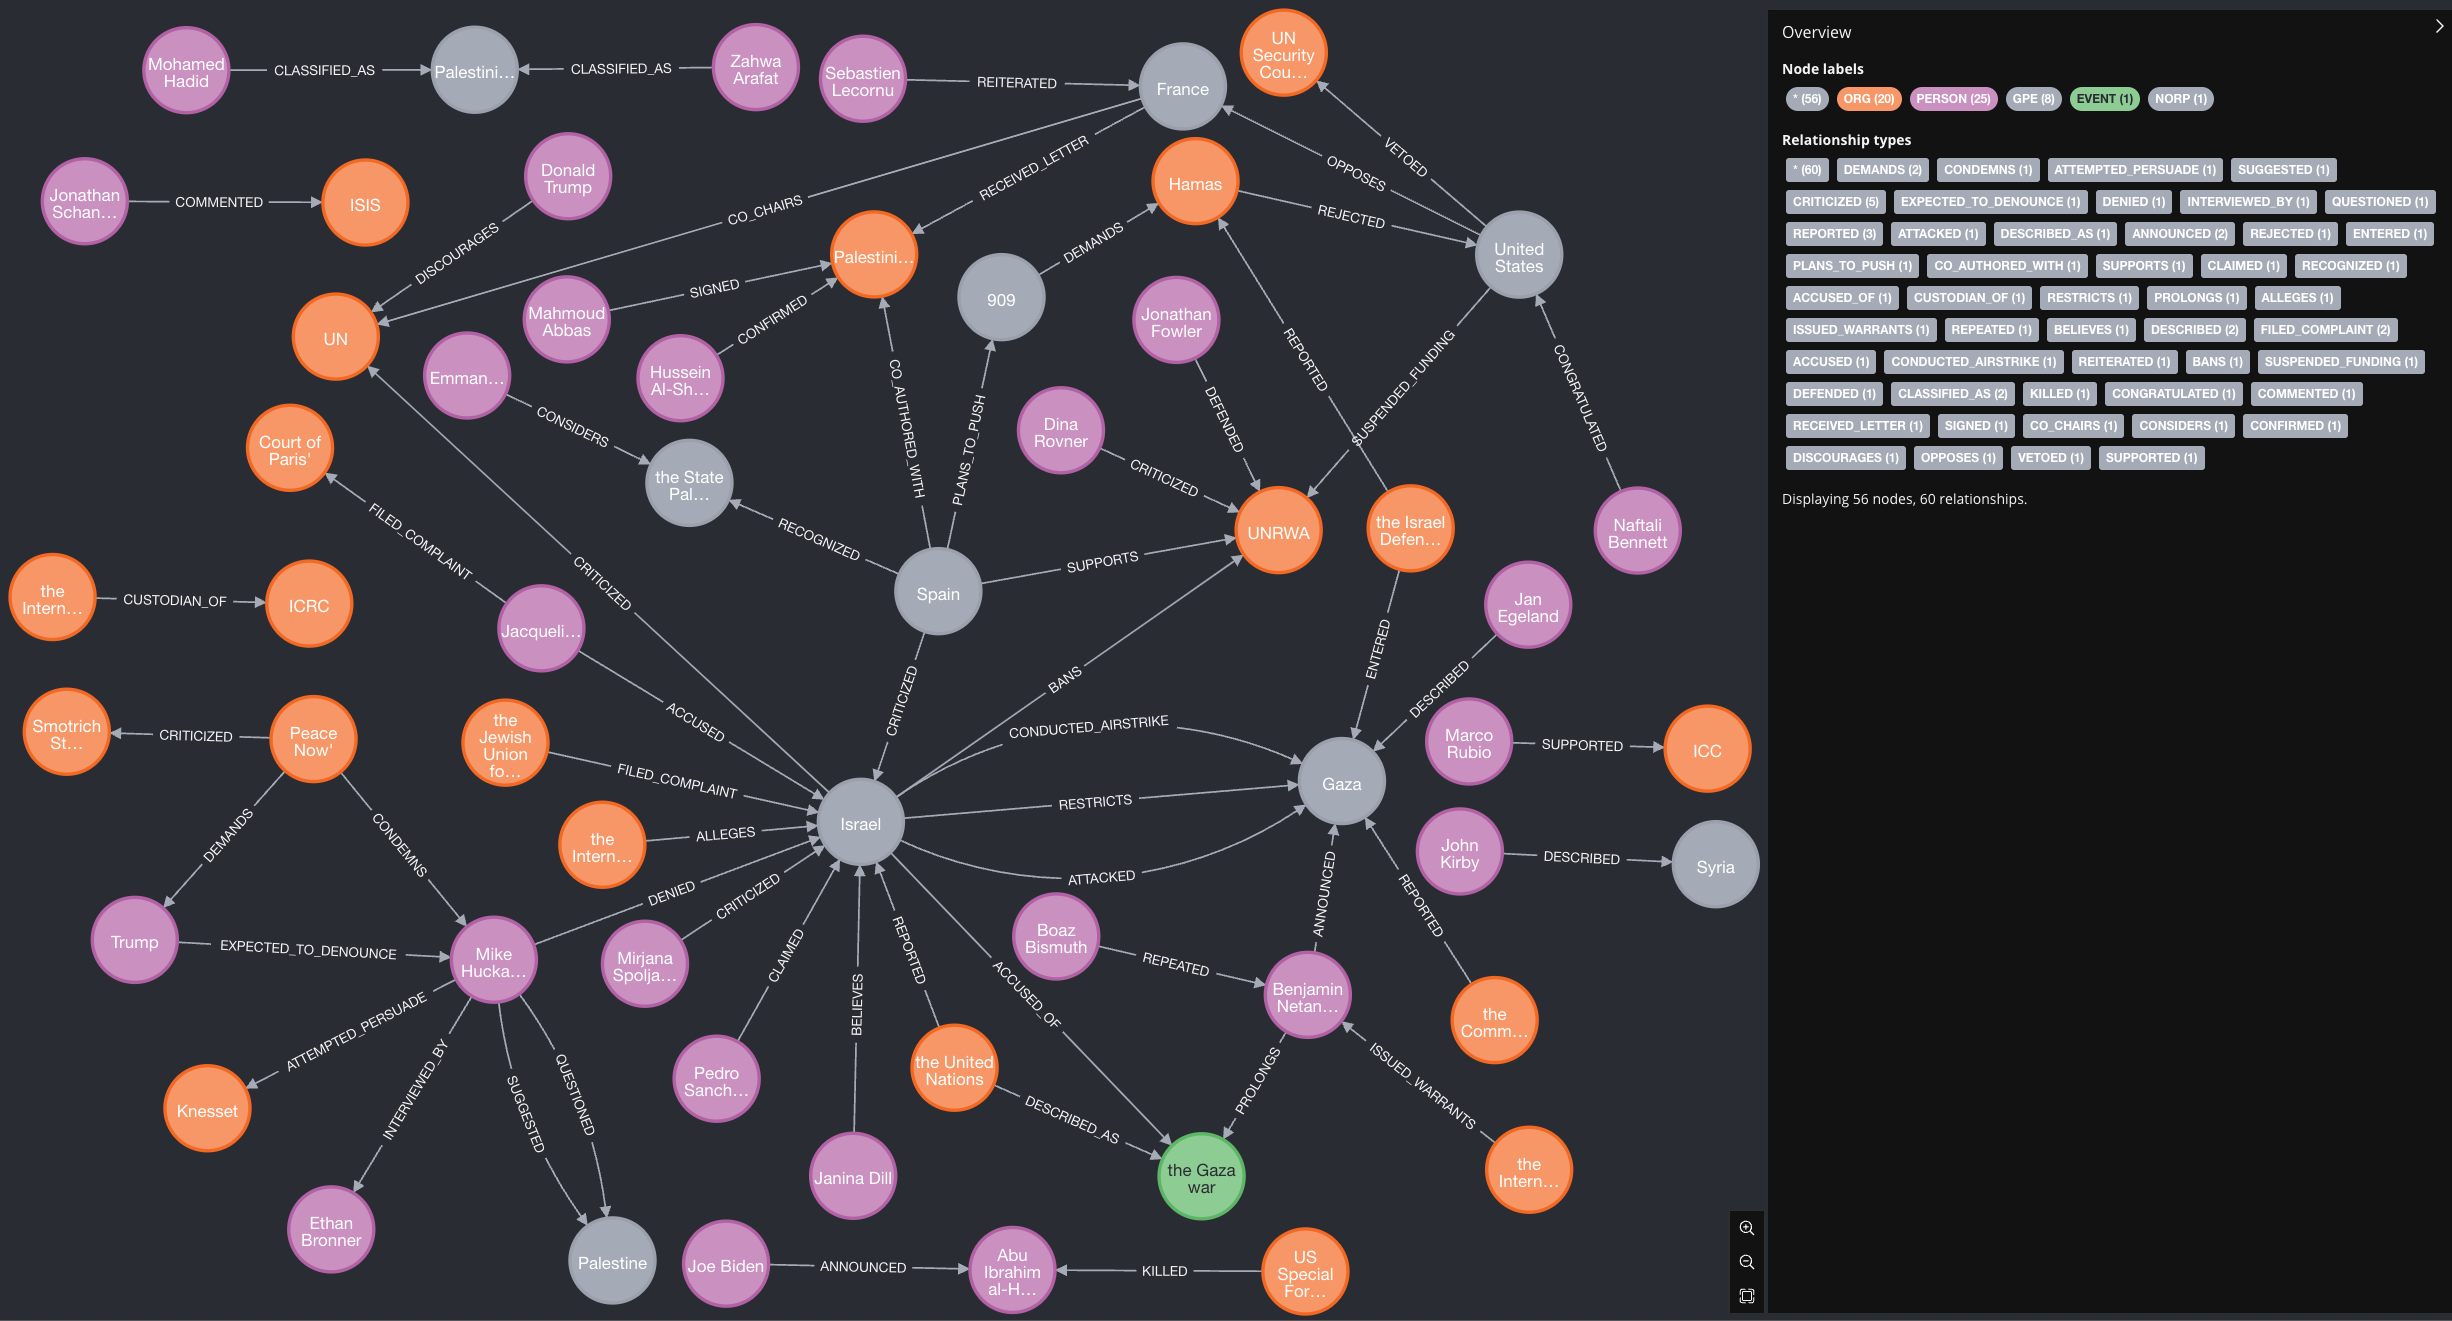 Mohamed
Hadid
CLASSIFIED_AS
Palestini...
CLASSIFIED_AS
Zahwa
Arafat
Sebastien
Lecornu
REITERATED
France
UN
Security
Cou...
VETOED
OPPOSES
RECEIVED_LETTER
CO_CHAIRS
Jonathan
Schan...
COMMENTED
ISIS
Donald
Trump
DISCOURAGES
Hamas
REJECTED
United
States
Palestini...
DEMANDS
909
SIGNED
Mahmoud
Abbas
CONFIRMED
Hussein
Al-Sh...
UN
Emman...
CONSIDERS
Jonathan
Fowler
DEFENDED
REPORTED
SUSPENDED_FUNDING
CONGRATULATED
CO_AUTHORED_WITH
PLANS_TO_PUSH
Dina
Rovner
CRITICIZED
Court of
Paris'
the State
Pal...
RECOGNIZED
FILED_COMPLAINT
CRITICIZED
UNRWA
the Israel
Defen...
Naftali
Bennett
SUPPORTS
Spain
the
Intern...
CUSTODIAN_OF
ICRC
Jacqueli...
Jan
Egeland
ENTERED
DESCRIBED
BANS
CRITICIZED
ACCUSED
Smotrich
St...
CRITICIZED
Peace
Now'
the
Jewish
Union
fo...
FILED_COMPLAINT
CONDUCTED_AIRSTRIKE
Marco
Rubio
SUPPORTED
ICC
Gaza
RESTRICTS
Israel
DEMANDS
CONDEMNS
the
Intern...
ALLEGES
ATTACKED
John
Kirby
DESCRIBED
Syria
DENIED
CRITICIZED
ANNOUNCED
REPORTED
Trump
EXPECTED_TO_DENOUNCE
Mike
Hucka...
Mirjana
Spolja...
CLAIMED
BELIEVES
REPORTED
ACCUSED_OF
Boaz
Bismuth
REPEATED
Benjamin
Netan...
the
Comm...
ATTEMPTED_PERSUADE
INTERVIEWED_BY
SUGGESTED
QUESTIONED
Knesset
Pedro
Sanch...
the United
Nations
DESCRIBED_AS
PROLONGS
ISSUED_WARRANTS
Janina Dill
the Gaza
war
the
Intern...
Ethan
Bronner
Palestine
Joe Biden
ANNOUNCED
Abu
Ibrahim
al-H...
KILLED
US
Special
For...
Overview
Node labels
* (56) ORG (20) PERSON (25) GPE (8) EVENT (1) NORP (1)
Relationship types
* (60) DEMANDS (2) CONDEMNS (1) ATTEMPTED_PERSUADE (1) SUGGESTED (1)
CRITICIZED (5) EXPECTED_TO_DENOUNCE (1) DENIED (1) INTERVIEWED_BY (1) QUESTIONED (1)
REPORTED (3) ATTACKED (1) DESCRIBED_AS (1) ANNOUNCED (2) REJECTED (1) ENTERED (1)
PLANS_TO_PUSH (1) CO_AUTHORED_WITH (1) SUPPORTS (1) CLAIMED (1) RECOGNIZED (1)
ACCUSED_OF (1) CUSTODIAN_OF (1) RESTRICTS (1) PROLONGS (1) ALLEGES (1)
ISSUED_WARRANTS (1) REPEATED (1) BELIEVES (1) DESCRIBED (2) FILED_COMPLAINT (2)
ACCUSED (1) CONDUCTED_AIRSTRIKE (1) REITERATED (1) BANS (1) SUSPENDED_FUNDING (1)
DEFENDED (1) CLASSIFIED_AS (2) KILLED (1) CONGRATULATED (1) COMMENTED (1)
RECEIVED_LETTER (1) SIGNED (1) CO_CHAIRS (1) CONSIDERS (1) CONFIRMED (1)
DISCOURAGES (1) OPPOSES (1) VETOED (1) SUPPORTED (1)
Displaying 56 nodes, 60 relationships.